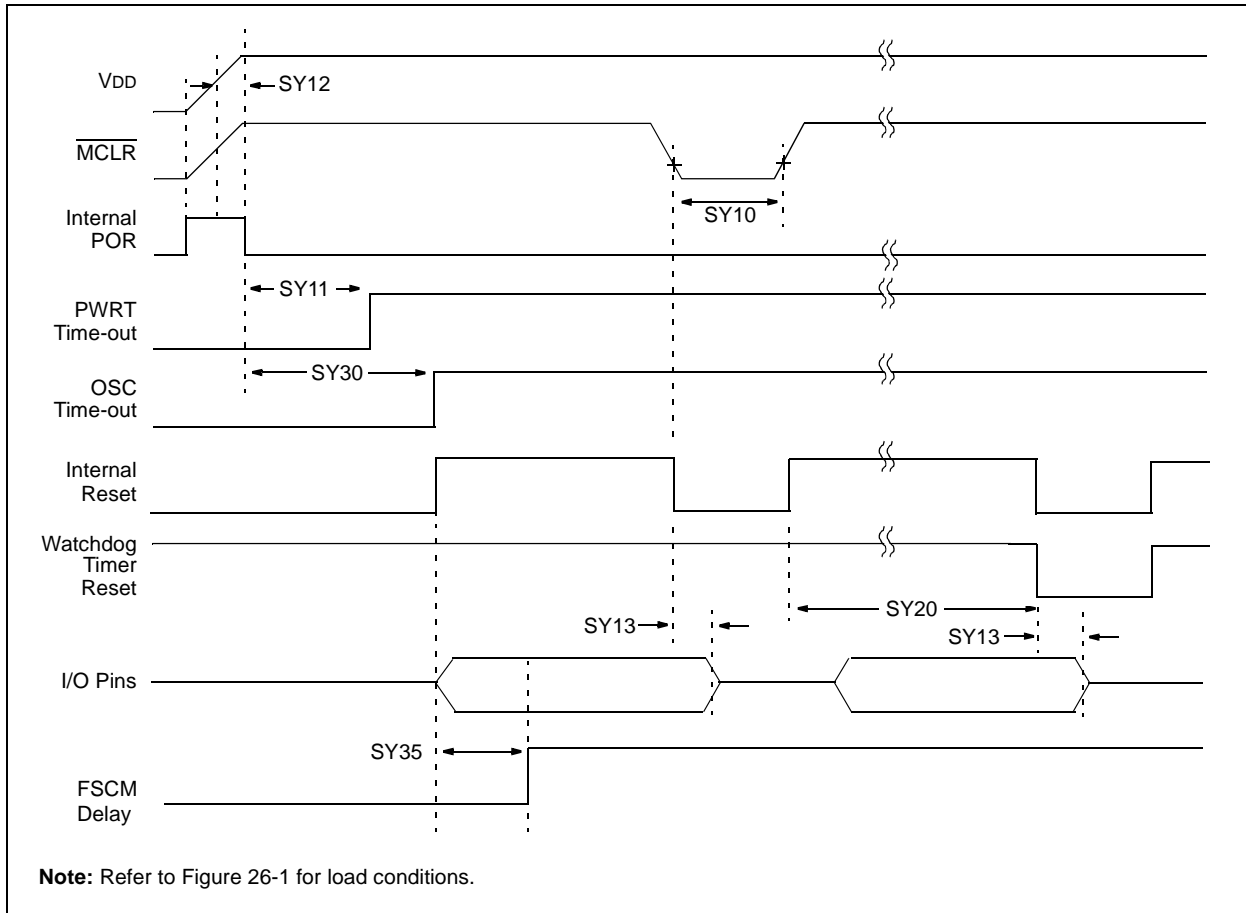 VDD
SY12
MCLR
SY10
Internal
POR
SY11
PWRT
Time-out
SY30
OSC
Time-out
Internal
Reset
Watchdog
Timer
Reset
SY20
SY13
SY13
I/O Pins
SY35
FSCM
Delay
Note: Refer to Figure 26-1 for load conditions.